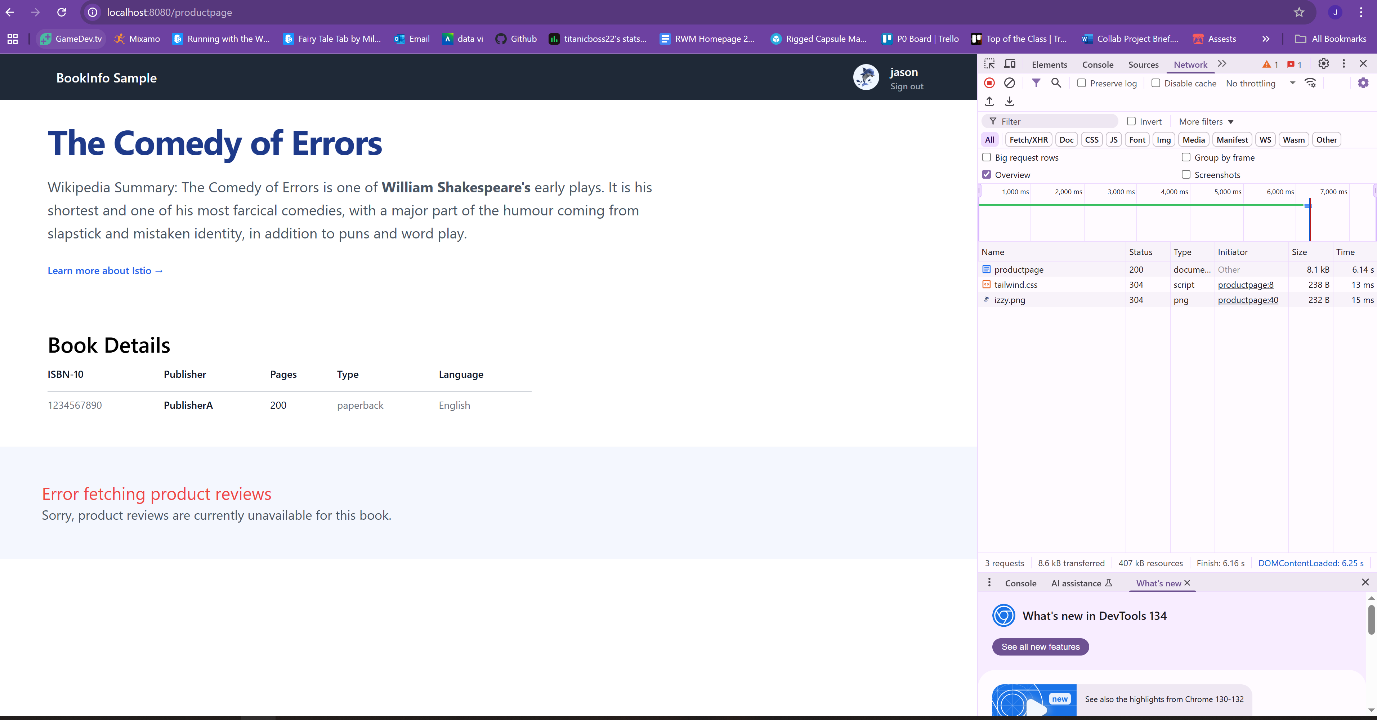 localhost:8080/productpage
J
GameDev.tv
Mixamo
Running with the W...
Fairy Tale Tab by Mil...
Email
data vi
Github
titanicboss22's stats...
RWM Homepage 2...
Rigged Capsule Ma...
P0 Board | Trello
Top of the Class | Tr...
Collab Project Brief....
Assests
»
All Bookmarks
BookInfo Sample
jason
Sign out
The Comedy of Errors
Wikipedia Summary: The Comedy of Errors is one of William Shakespeare's early plays. It is his
shortest and one of his most farcical comedies, with a major part of the humour coming from
slapstick and mistaken identity, in addition to puns and word play.
Learn more about Istio →
Book Details
ISBN-10 Publisher Pages Type Language
1234567890 PublisherA 200 paperback English
Error fetching product reviews
Sorry, product reviews are currently unavailable for this book.
Elements Console Sources Network » 1 1
Preserve log Disable cache No throttling
Filter Invert More filters
All Fetch/XHR Doc CSS JS Font Img Media Manifest WS Wasm Other
Big request rows Group by frame
Overview Screenshots
1,000 ms 2,000 ms 3,000 ms 4,000 ms 5,000 ms 6,000 ms 7,000 ms
Name Status Type Initiator Size Time
productpage 200 docume... Other 8.1 kB 6.14 s
tailwind.css 304 script productpage:8 238 B 13 ms
izzy.png 304 png productpage:40 232 B 15 ms
3 requests 8.6 kB transferred 407 kB resources Finish: 6.16 s DOMContentLoaded: 6.25 s
Console AI assistance What's new
What's new in DevTools 134
See all new features
new
See also the highlights from Chrome 130-132